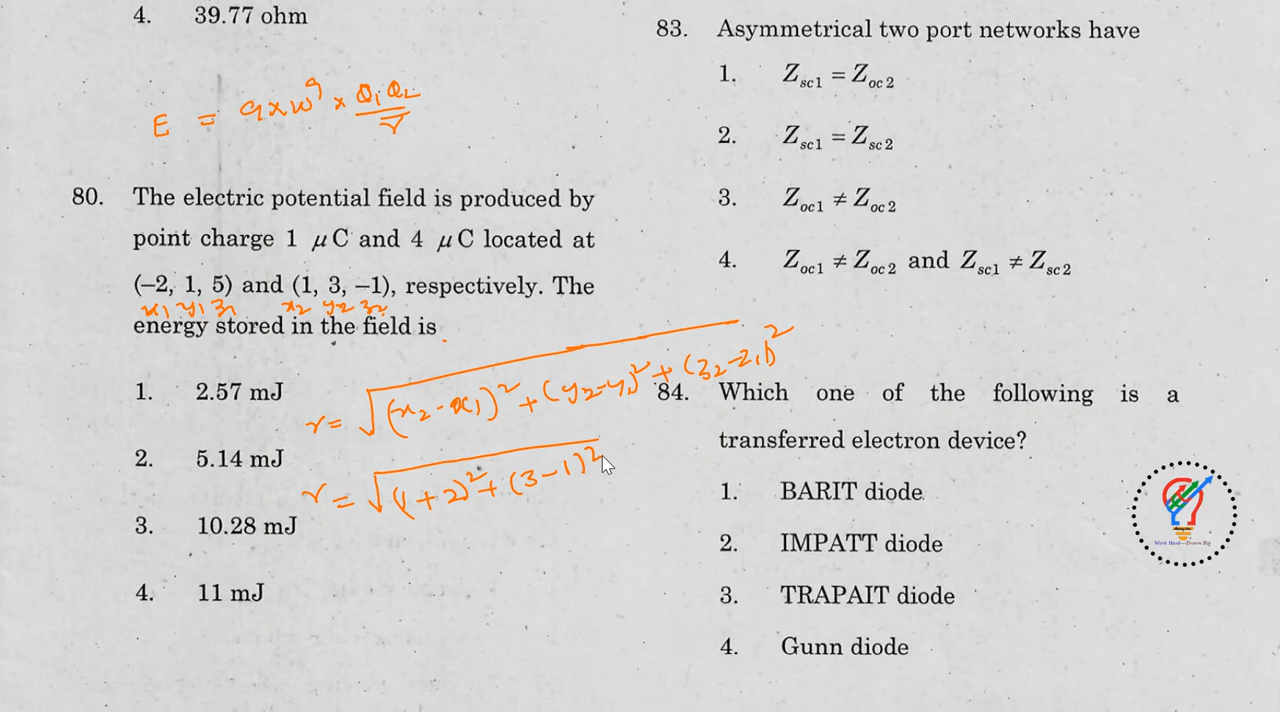 4. 39.77 ohm
E = 9x10⁹ x Q₁Q₂/r
80. The electric potential field is produced by
point charge 1 μC and 4 μC located at
(–2, 1, 5) and (1, 3, –1), respectively. The
x₁ y₁ z₁ x₂ y₂ z₂
energy stored in the field is
r = √(x₂-x₁)² + (y₂-y₁)² + (z₂-z₁)²
1. 2.57 mJ
2. 5.14 mJ
r = √(1+2)² + (3-1)²
3. 10.28 mJ
4. 11 mJ
83. Asymmetrical two port networks have
1. Zsc1 = Zoc2
2. Zsc1 = Zsc2
3. Zoc1 ≠ Zoc2
4. Zoc1 ≠ Zoc2 and Zsc1 ≠ Zsc2
84. Which one of the following is a
transferred electron device?
1. BARIT diode
2. IMPATT diode
3. TRAPAIT diode
4. Gunn diode
Work Hard—Dream Big